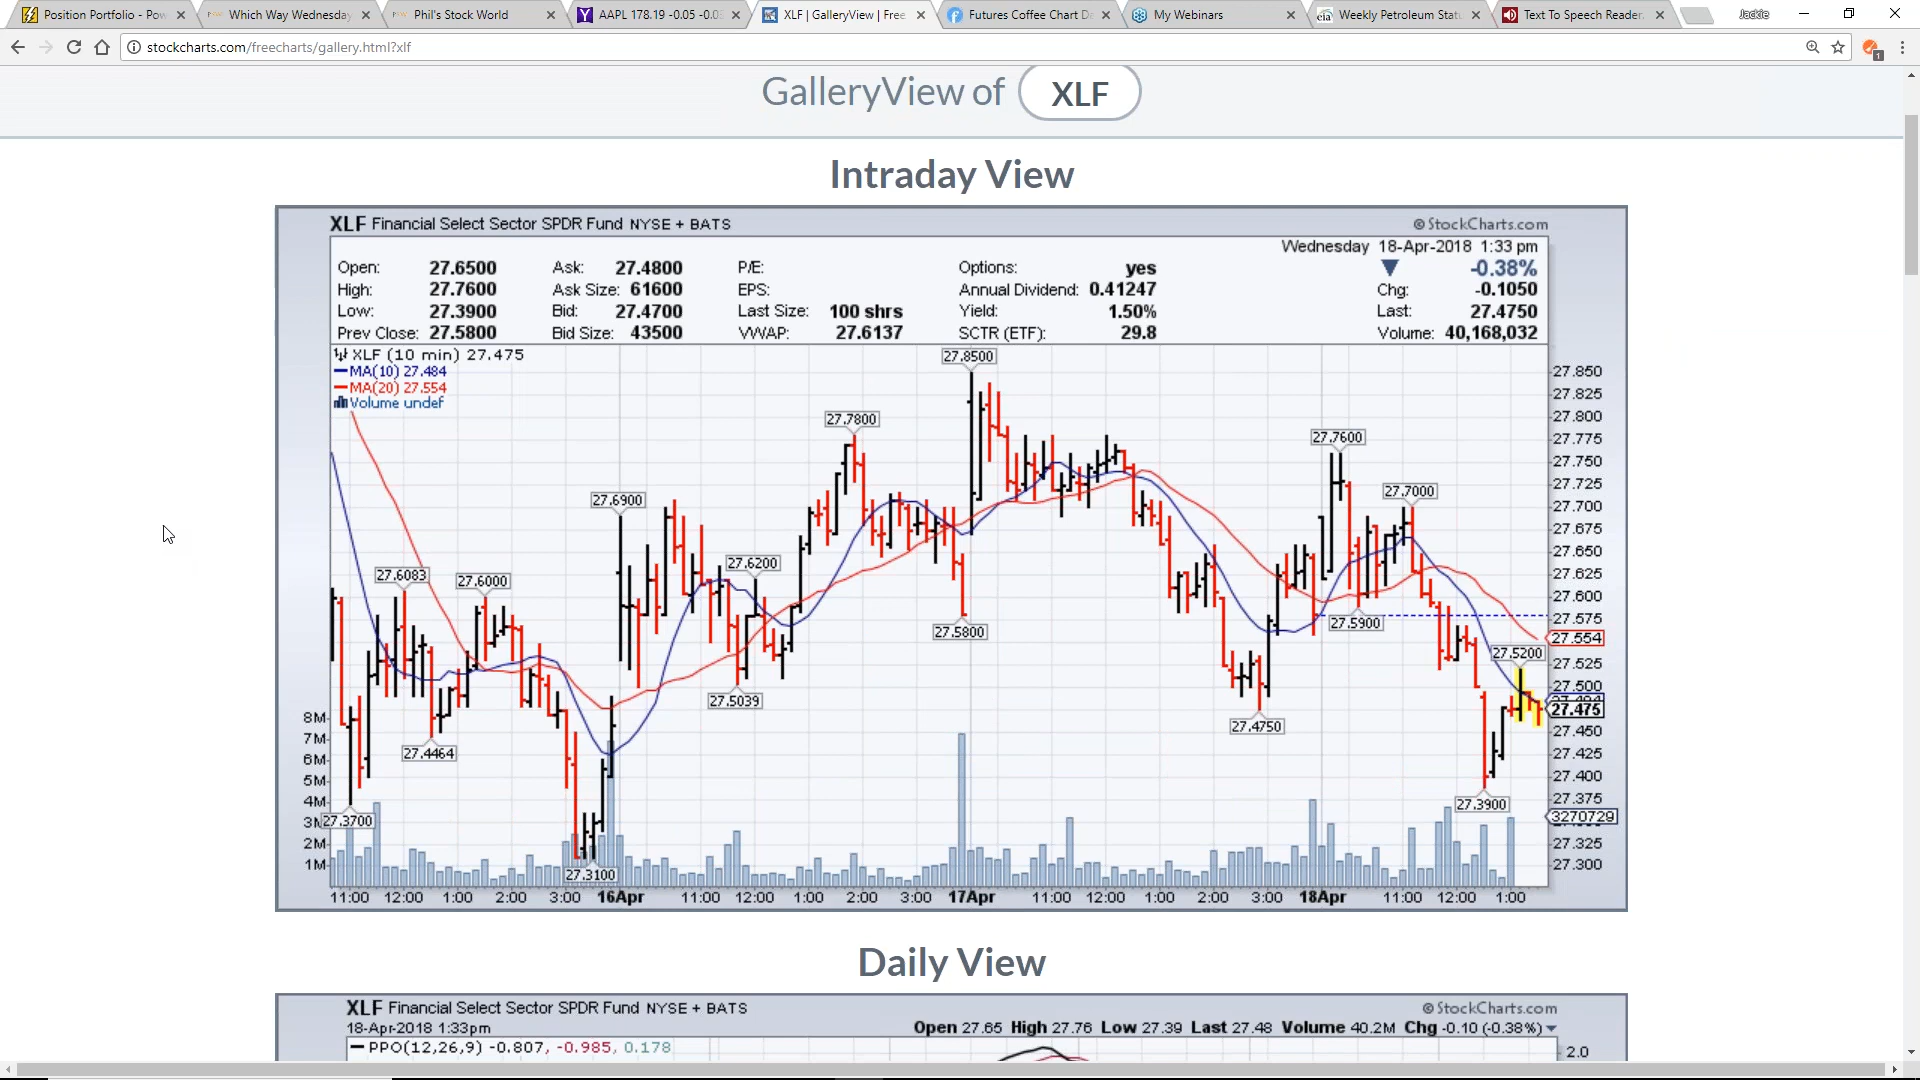 Position Portfolio - Pow
Which Way Wednesday
Phil's Stock World
AAPL 178.19 -0.05 -0.0
XLF | GalleryView | Free
Futures Coffee Chart Da
My Webinars
Weekly Petroleum Statu
Text To Speech Reader
Jackie
stockcharts.com/freecharts/gallery.html?xlf
1
GalleryView of XLF
Intraday View
XLF Financial Select Sector SPDR Fund NYSE + BATS
© StockCharts.com
Wednesday 18-Apr-2018 1:33 pm
Open: 27.6500 Ask: 27.4800 P/E: Options: yes -0.38%
High: 27.7600 Ask Size: 61600 EPS: Annual Dividend: 0.41247 Chg: -0.1050
Low: 27.3900 Bid: 27.4700 Last Size: 100 shrs Yield: 1.50% Last: 27.4750
Prev Close: 27.5800 Bid Size: 43500 VWAP: 27.6137 SCTR (ETF): 29.8 Volume: 40,168,032
XLF (10 min) 27.475
MA(10) 27.484
MA(20) 27.554
Volume undef
27.8500
27.7800
27.7600
27.7000
27.6900
27.6200
27.6083
27.6000
27.5800
27.5900
27.5200
27.5039
27.4750
27.4464
27.3900
27.3700
27.3100
27.850
27.825
27.800
27.775
27.750
27.725
27.700
27.675
27.650
27.625
27.600
27.575
27.554
27.525
27.500
27.475
27.450
27.425
27.400
27.375
3270729
27.325
27.300
8M
7M
6M
5M
4M
3M
2M
1M
11:00 12:00 1:00 2:00 3:00 16Apr 11:00 12:00 1:00 2:00 3:00 17Apr 11:00 12:00 1:00 2:00 3:00 18Apr 11:00 12:00 1:00
Daily View
XLF Financial Select Sector SPDR Fund NYSE + BATS
© StockCharts.com
18-Apr-2018 1:33pm
Open 27.65 High 27.76 Low 27.39 Last 27.48 Volume 40.2M Chg -0.10 (-0.38%)
PPO(12,26,9) -0.807, -0.985, 0.178
2.0